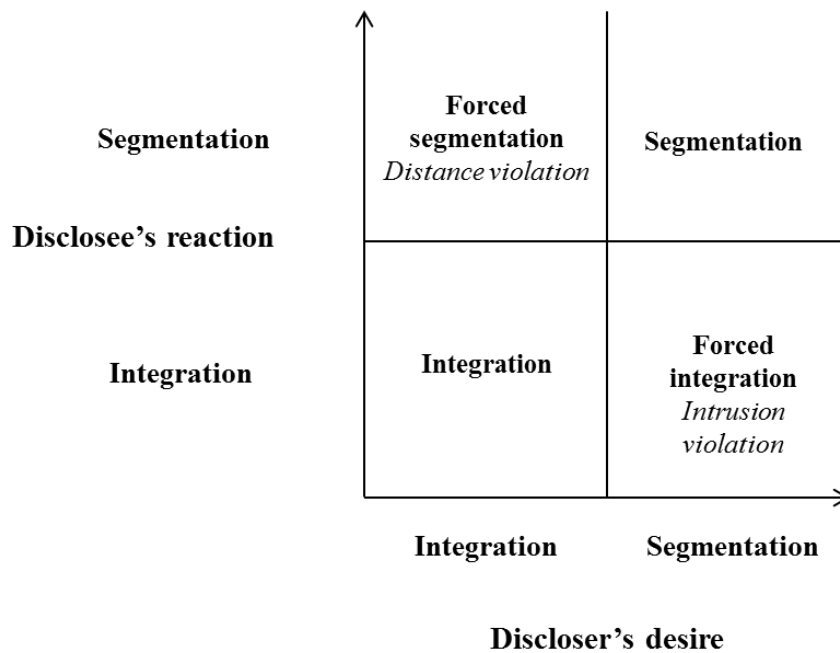 Forced
segmentation
Distance violation
Segmentation
Segmentation
Disclosee’s reaction
Integration
Integration
Forced
integration
Intrusion
violation
Integration
Segmentation
Discloser’s desire